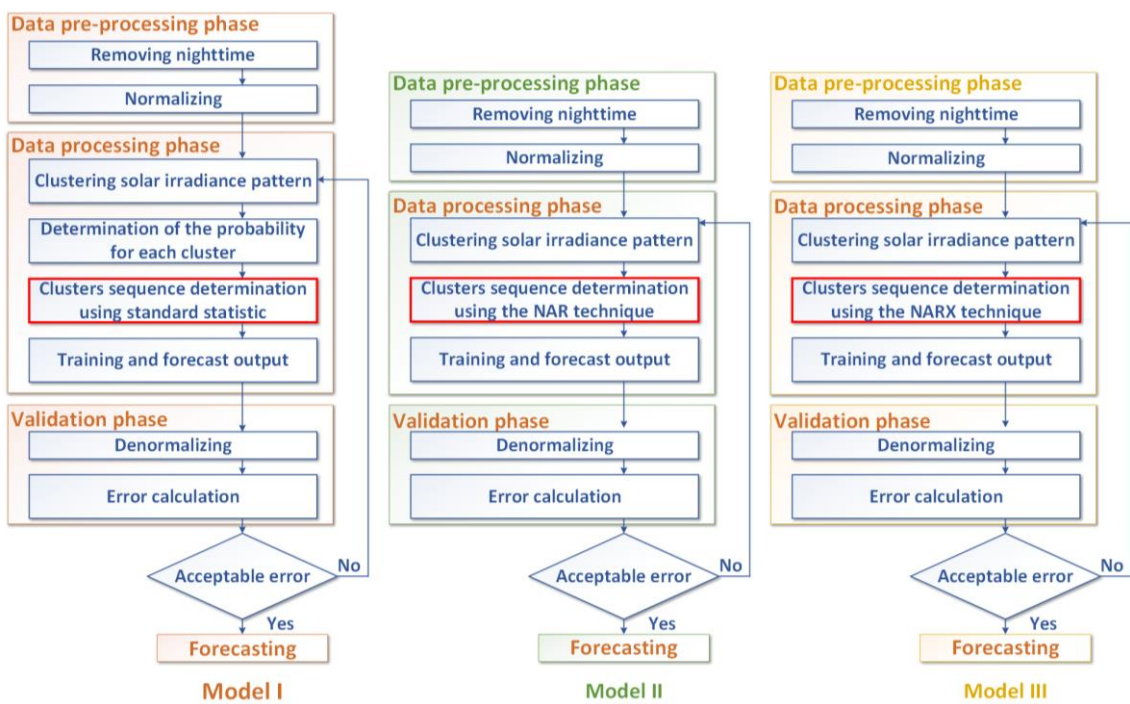 Data pre-processing phase
Removing nighttime
Normalizing
Data processing phase
Clustering solar irradiance pattern
Determination of the probability
for each cluster
Clusters sequence determination
using standard statistic
Training and forecast output
Validation phase
Denormalizing
Error calculation
Acceptable error
No
Yes
Forecasting
Model I
Data pre-processing phase
Removing nighttime
Normalizing
Data processing phase
Clustering solar irradiance pattern
Clusters sequence determination
using the NAR technique
Training and forecast output
Validation phase
Denormalizing
Error calculation
Acceptable error
No
Yes
Forecasting
Model II
Data pre-processing phase
Removing nighttime
Normalizing
Data processing phase
Clustering solar irradiance pattern
Clusters sequence determination
using the NARX technique
Training and forecast output
Validation phase
Denormalizing
Error calculation
Acceptable error
No
Yes
Forecasting
Model III